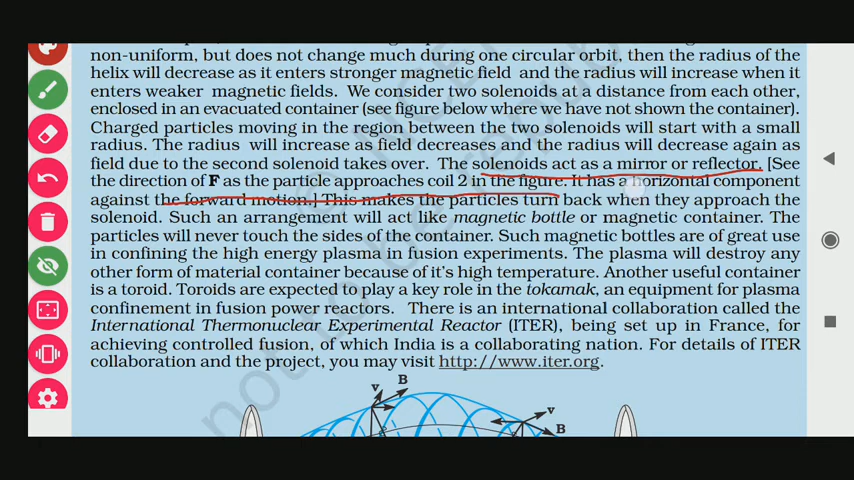 non-uniform, but does not change much during one circular orbit, then the radius of the
helix will decrease as it enters stronger magnetic field and the radius will increase when it
enters weaker magnetic fields. We consider two solenoids at a distance from each other,
enclosed in an evacuated container (see figure below where we have not shown the container).
Charged particles moving in the region between the two solenoids will start with a small
radius. The radius will increase as field decreases and the radius will decrease again as
field due to the second solenoid takes over. The solenoids act as a mirror or reflector. [See
the direction of F as the particle approaches coil 2 in the figure. It has a horizontal component
against the forward motion.] This makes the particles turn back when they approach the
solenoid. Such an arrangement will act like magnetic bottle or magnetic container. The
particles will never touch the sides of the container. Such magnetic bottles are of great use
in confining the high energy plasma in fusion experiments. The plasma will destroy any
other form of material container because of it's high temperature. Another useful container
is a toroid. Toroids are expected to play a key role in the tokamak, an equipment for plasma
confinement in fusion power reactors. There is an international collaboration called the
International Thermonuclear Experimental Reactor (ITER), being set up in France, for
achieving controlled fusion, of which India is a collaborating nation. For details of ITER
collaboration and the project, you may visit http://www.iter.org.
v B
v
B